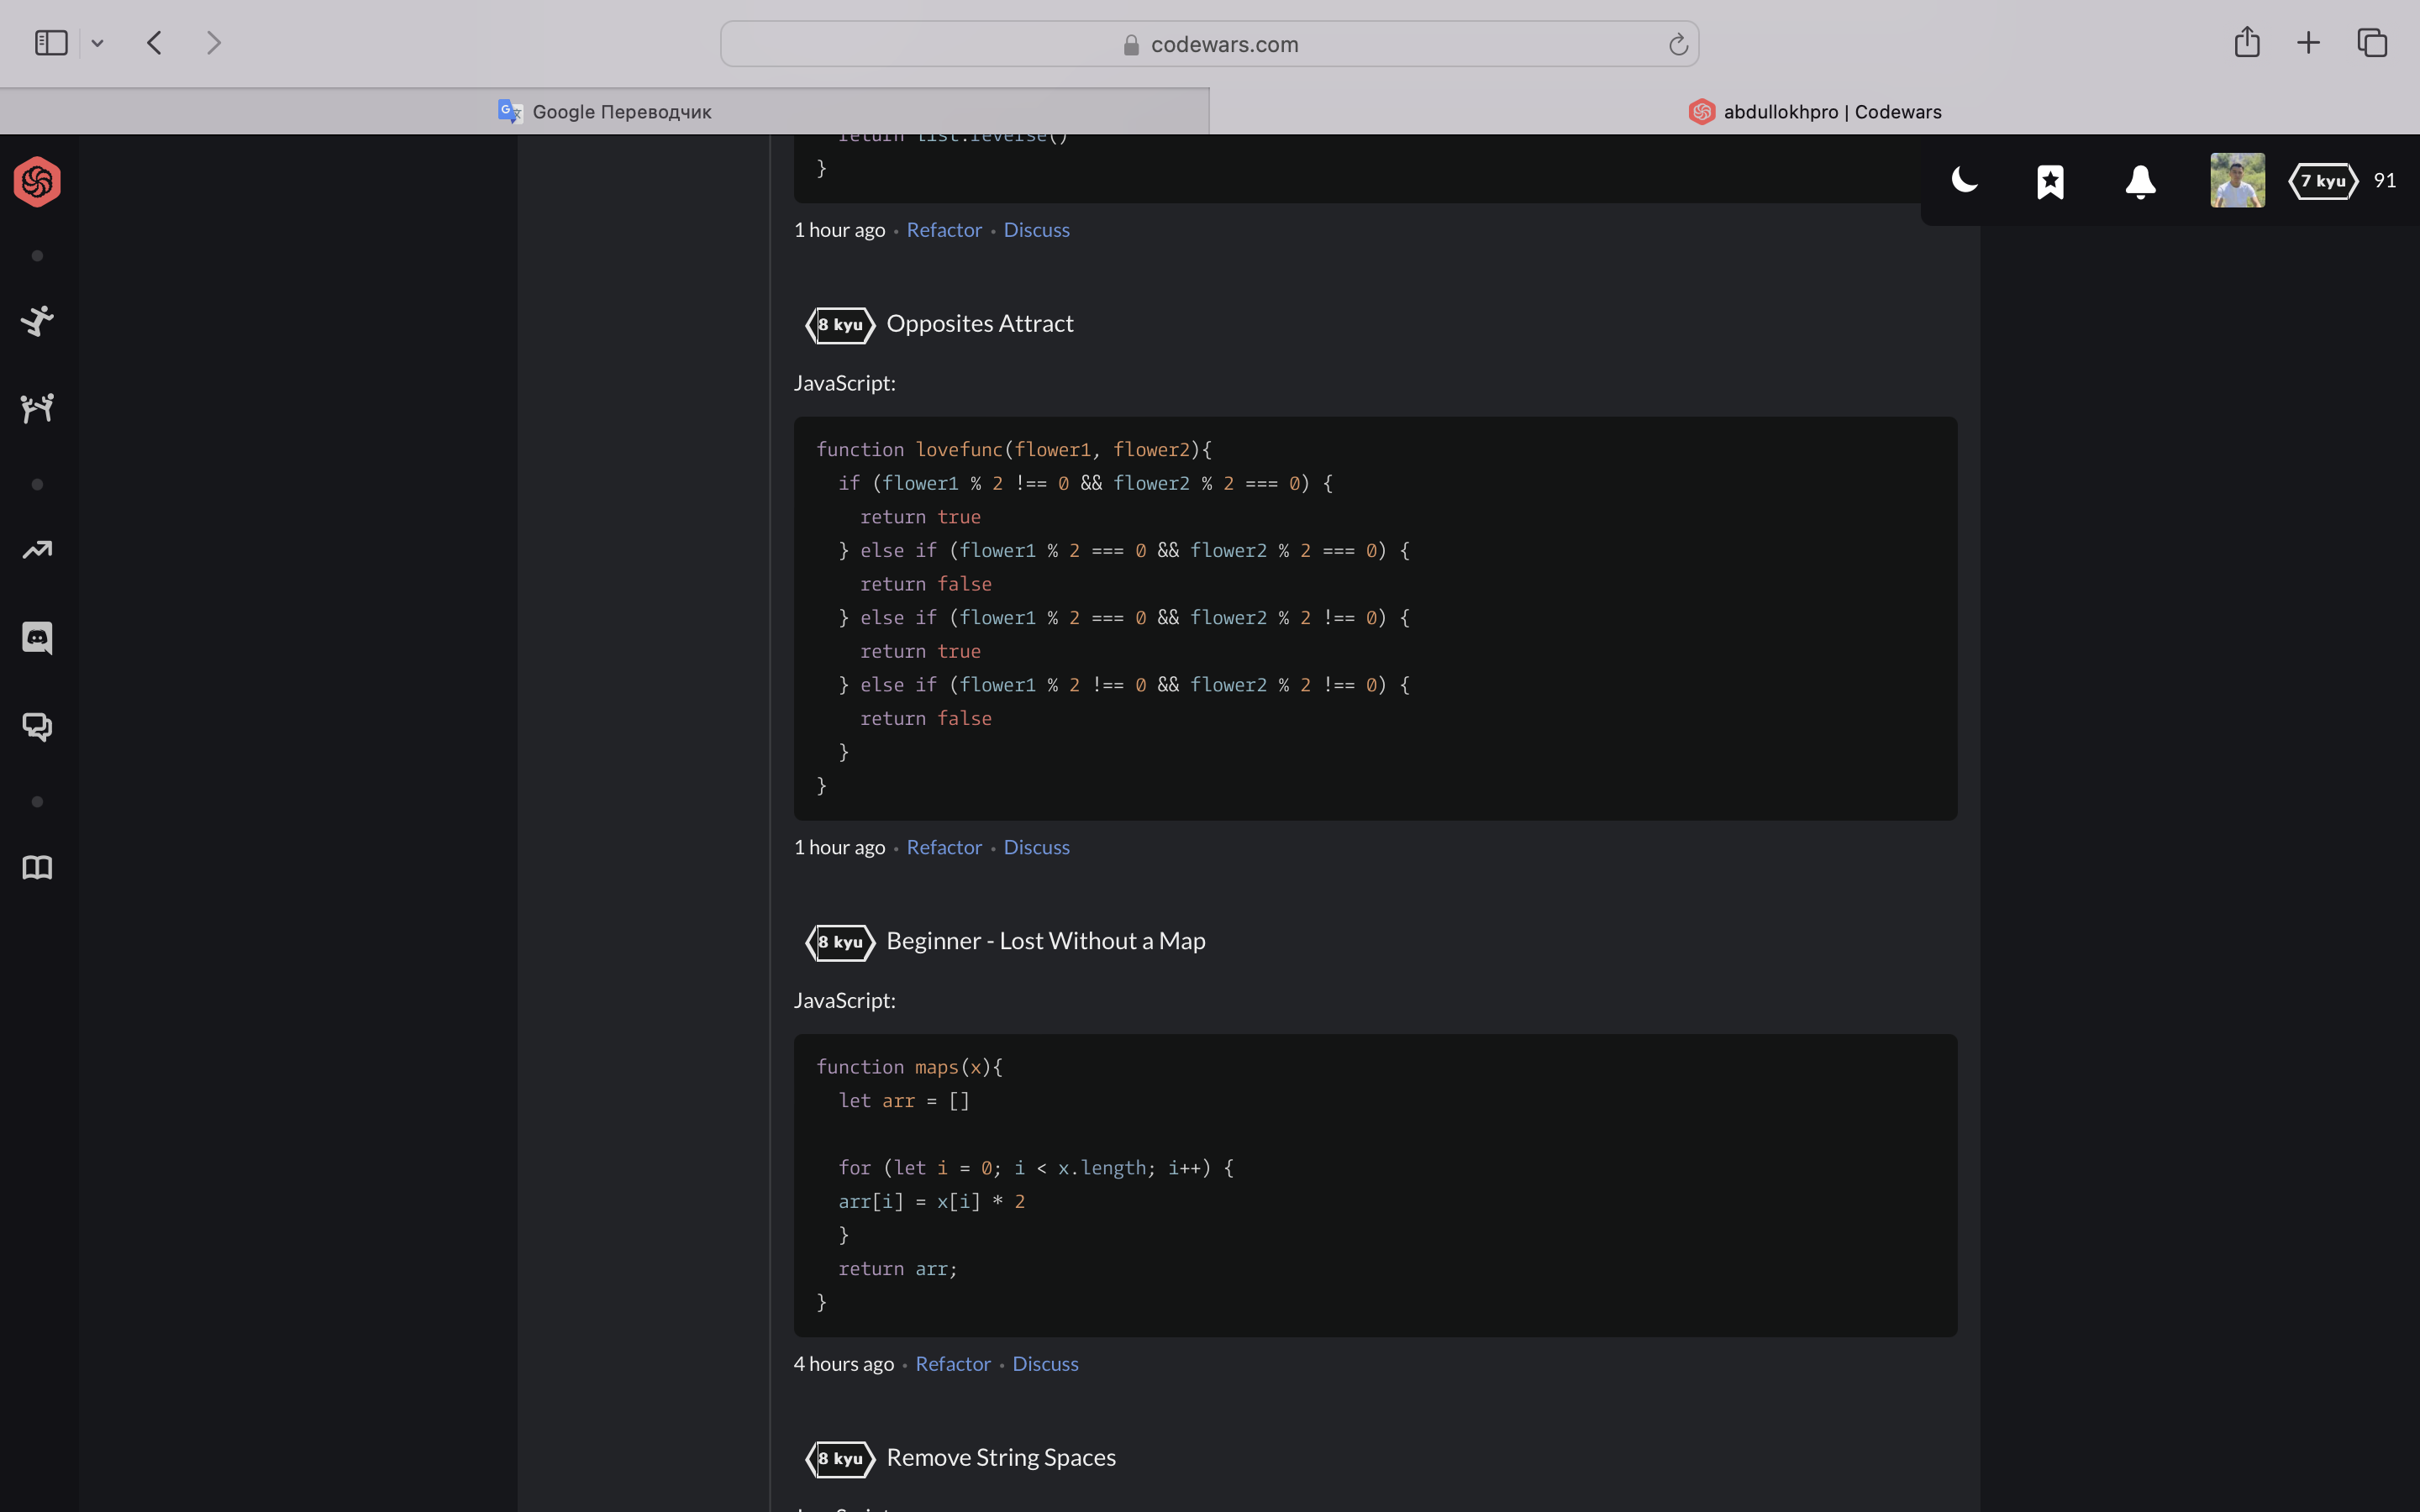 codewars.com
Google Переводчик
abdullokhpro | Codewars
return list.reverse()
}
7 kyu 91
1 hour ago • Refactor • Discuss
8 kyu Opposites Attract
JavaScript:
function lovefunc(flower1, flower2){
  if (flower1 % 2 !== 0 && flower2 % 2 === 0) {
    return true
  } else if (flower1 % 2 === 0 && flower2 % 2 === 0) {
    return false
  } else if (flower1 % 2 === 0 && flower2 % 2 !== 0) {
    return true
  } else if (flower1 % 2 !== 0 && flower2 % 2 !== 0) {
    return false
  }
}
1 hour ago • Refactor • Discuss
8 kyu Beginner - Lost Without a Map
JavaScript:
function maps(x){
  let arr = []
  for (let i = 0; i < x.length; i++) {
  arr[i] = x[i] * 2
  }
  return arr;
}
4 hours ago • Refactor • Discuss
8 kyu Remove String Spaces